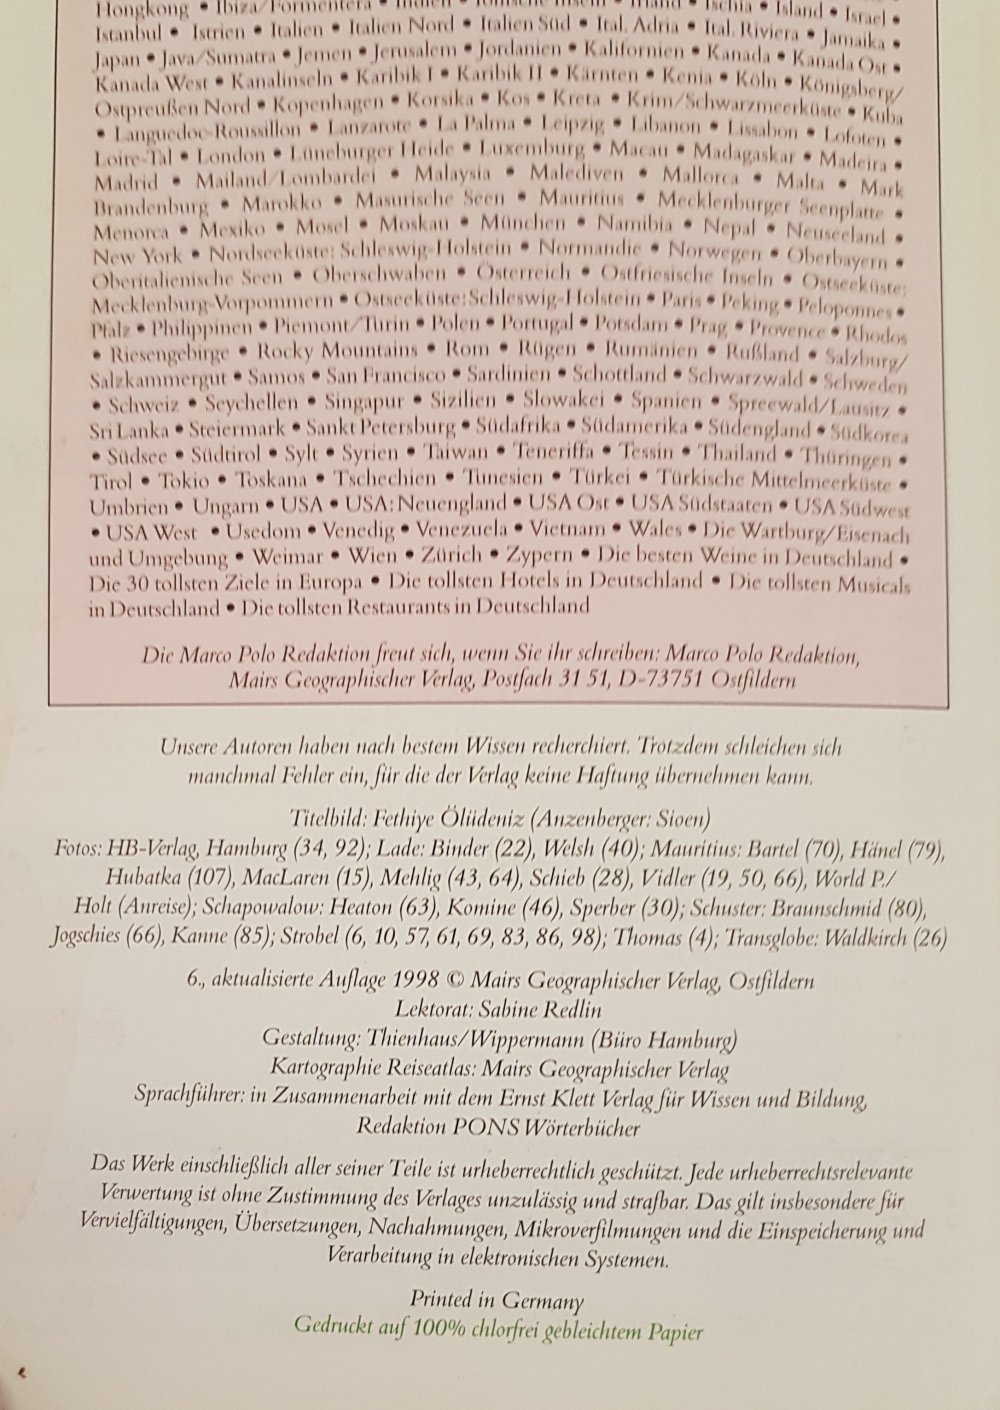 Hongkong • Ibiza/Formentera • Indien • Ionische Inseln • Irland • Ischia • Island • Israel •
Istanbul • Istrien • Italien • Italien Nord • Italien Süd • Ital. Adria • Ital. Riviera • Jamaika •
Japan • Java/Sumatra • Jemen • Jerusalem • Jordanien • Kalifornien • Kanada • Kanada Ost •
Kanada West • Kanalinseln • Karibik I • Karibik II • Kärnten • Kenia • Köln • Königsberg/
Ostpreußen Nord • Kopenhagen • Korsika • Kos • Kreta • Krim/Schwarzmeerküste • Kuba
• Languedoc-Roussillon • Lanzarote • La Palma • Leipzig • Libanon • Lissabon • Lofoten •
Loire-Tal • London • Lüneburger Heide • Luxemburg • Macau • Madagaskar • Madeira •
Madrid • Mailand/Lombardei • Malaysia • Malediven • Mallorca • Malta • Mark
Brandenburg • Marokko • Masurische Seen • Mauritius • Mecklenburger Seenplatte •
Menorca • Mexiko • Mosel • Moskau • München • Namibia • Nepal • Neuseeland •
New York • Nordseeküste: Schleswig-Holstein • Normandie • Norwegen • Oberbayern •
Oberitalienische Seen • Oberschwaben • Österreich • Ostfriesische Inseln • Ostseeküste:
Mecklenburg-Vorpommern • Ostseeküste: Schleswig-Holstein • Paris • Peking • Peloponnes •
Pfalz • Philippinen • Piemont/Turin • Polen • Portugal • Potsdam • Prag • Provence • Rhodos
• Riesengebirge • Rocky Mountains • Rom • Rügen • Rumänien • Rußland • Salzburg/
Salzkammergut • Samos • San Francisco • Sardinien • Schottland • Schwarzwald • Schweden
• Schweiz • Seychellen • Singapur • Sizilien • Slowakei • Spanien • Spreewald/Lausitz •
Sri Lanka • Steiermark • Sankt Petersburg • Südafrika • Südamerika • Südengland • Südkorea
• Südsee • Südtirol • Sylt • Syrien • Taiwan • Teneriffa • Tessin • Thailand • Thüringen •
Tirol • Tokio • Toskana • Tschechien • Tunesien • Türkei • Türkische Mittelmeerküste •
Umbrien • Ungarn • USA • USA: Neuengland • USA Ost • USA Südstaaten • USA Südwest
• USA West • Usedom • Venedig • Venezuela • Vietnam • Wales • Die Wartburg/Eisenach
und Umgebung • Weimar • Wien • Zürich • Zypern • Die besten Weine in Deutschland •
Die 30 tollsten Ziele in Europa • Die tollsten Hotels in Deutschland • Die tollsten Musicals
in Deutschland • Die tollsten Restaurants in Deutschland
Die Marco Polo Redaktion freut sich, wenn Sie ihr schreiben: Marco Polo Redaktion,
Mairs Geographischer Verlag, Postfach 31 51, D-73751 Ostfildern
Unsere Autoren haben nach bestem Wissen recherchiert. Trotzdem schleichen sich
manchmal Fehler ein, für die der Verlag keine Haftung übernehmen kann.
Titelbild: Fethiye Ölüdeniz (Anzenberger: Sioen)
Fotos: HB-Verlag, Hamburg (34, 92); Lade: Binder (22), Welsh (40); Mauritius: Bartel (70), Hänel (79),
Hubatka (107), MacLaren (15), Mehlig (43, 64), Schieb (28), Vidler (19, 50, 66), World P./
Holt (Anreise); Schapowalow: Heaton (63), Komine (46), Sperber (30); Schuster: Braunschmid (80),
Jogschies (66), Kanne (85); Strobel (6, 10, 57, 61, 69, 83, 86, 98); Thomas (4); Transglobe: Waldkirch (26)
6., aktualisierte Auflage 1998 © Mairs Geographischer Verlag, Ostfildern
Lektorat: Sabine Redlin
Gestaltung: Thienhaus/Wippermann (Büro Hamburg)
Kartographie Reiseatlas: Mairs Geographischer Verlag
Sprachführer: in Zusammenarbeit mit dem Ernst Klett Verlag für Wissen und Bildung,
Redaktion PONS Wörterbücher
Das Werk einschließlich aller seiner Teile ist urheberrechtlich geschützt. Jede urheberrechtsrelevante
Verwertung ist ohne Zustimmung des Verlages unzulässig und strafbar. Das gilt insbesondere für
Vervielfältigungen, Übersetzungen, Nachahmungen, Mikroverfilmungen und die Einspeicherung und
Verarbeitung in elektronischen Systemen.
Printed in Germany
Gedruckt auf 100% chlorfrei gebleichtem Papier